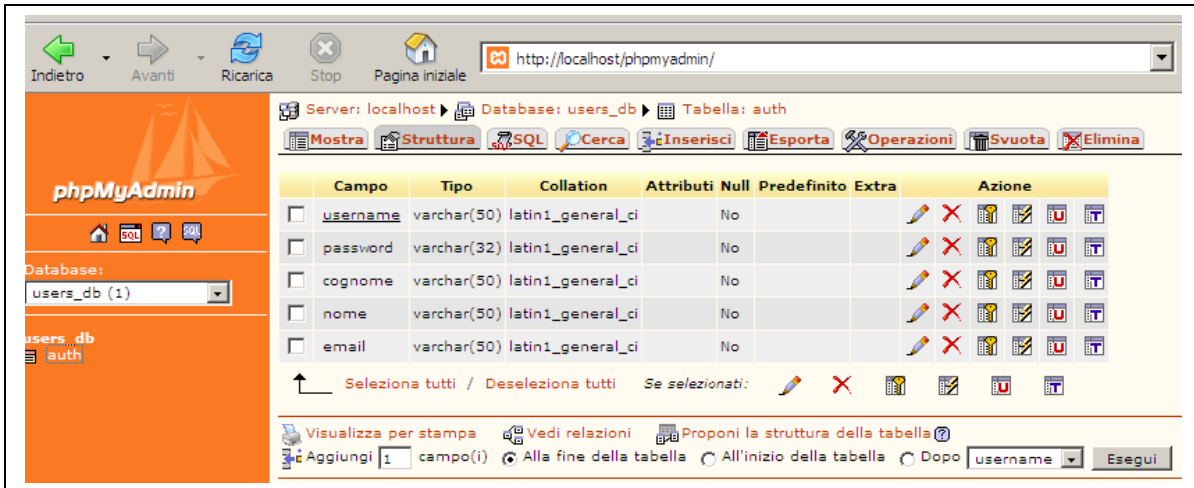 Indietro Avanti Ricarica Stop Pagina iniziale http://localhost/phpmyadmin/
phpMyAdmin
SQL ? SQL
Database:
users_db (1)
users_db
auth
Server: localhost Database: users_db Tabella: auth
Mostra Struttura SQL Cerca Inserisci Esporta Operazioni Svuota Elimina
Campo Tipo Collation Attributi Null Predefinito Extra Azione
username varchar(50) latin1_general_ci No
password varchar(32) latin1_general_ci No
cognome varchar(50) latin1_general_ci No
nome varchar(50) latin1_general_ci No
email varchar(50) latin1_general_ci No
Seleziona tutti / Deseleziona tutti Se selezionati:
Visualizza per stampa Vedi relazioni Proponi la struttura della tabella
Aggiungi 1 campo(i) Alla fine della tabella All'inizio della tabella Dopo username Esegui